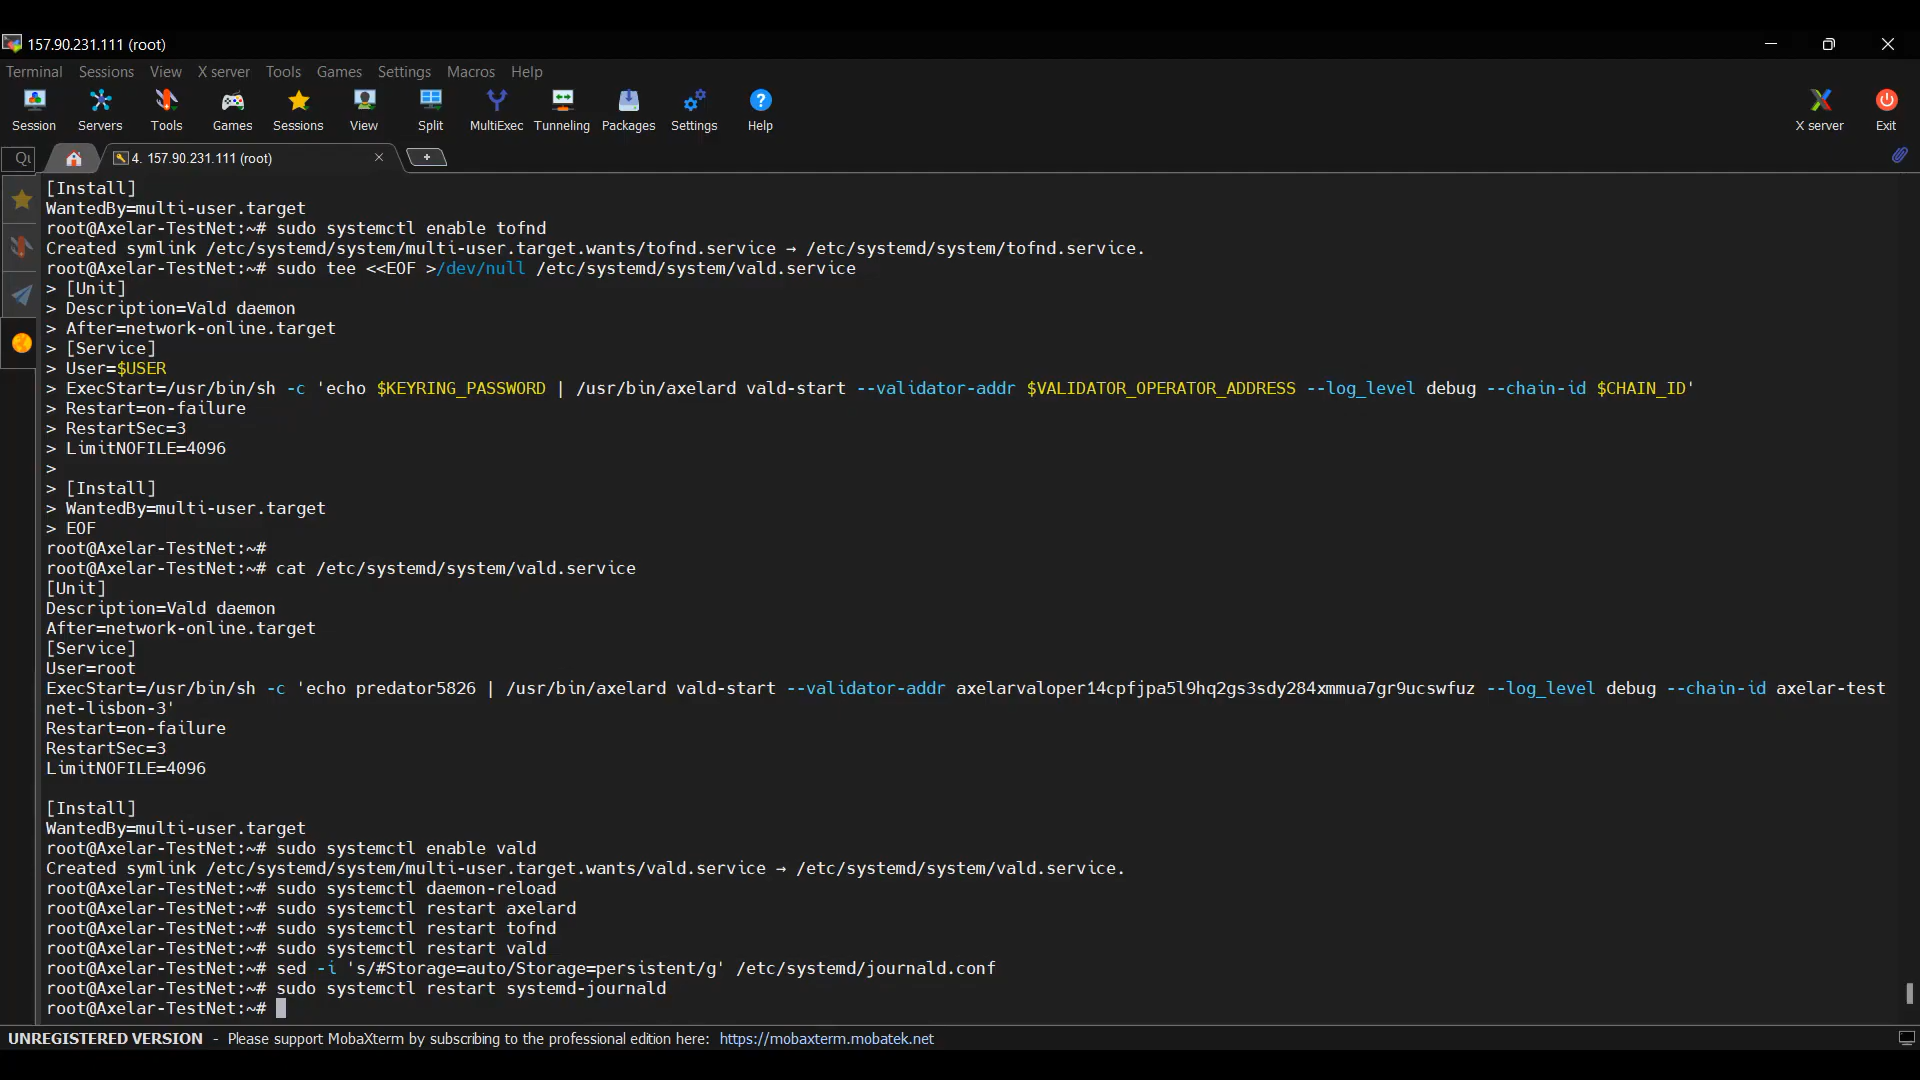 157.90.231.111 (root)
Terminal Sessions View X server Tools Games Settings Macros Help
Session Servers Tools Games Sessions View Split MultiExec Tunneling Packages Settings Help X server Exit
Qu 4. 157.90.231.111 (root)
[Install]
WantedBy=multi-user.target
root@Axelar-TestNet:~# sudo systemctl enable tofnd
Created symlink /etc/systemd/system/multi-user.target.wants/tofnd.service → /etc/systemd/system/tofnd.service.
root@Axelar-TestNet:~# sudo tee <<EOF >/dev/null /etc/systemd/system/vald.service
> [Unit]
> Description=Vald daemon
> After=network-online.target
> [Service]
> User=$USER
> ExecStart=/usr/bin/sh -c 'echo $KEYRING_PASSWORD | /usr/bin/axelard vald-start --validator-addr $VALIDATOR_OPERATOR_ADDRESS --log_level debug --chain-id $CHAIN_ID'
> Restart=on-failure
> RestartSec=3
> LimitNOFILE=4096
>
> [Install]
> WantedBy=multi-user.target
> EOF
root@Axelar-TestNet:~#
root@Axelar-TestNet:~# cat /etc/systemd/system/vald.service
[Unit]
Description=Vald daemon
After=network-online.target
[Service]
User=root
ExecStart=/usr/bin/sh -c 'echo predator5826 | /usr/bin/axelard vald-start --validator-addr axelarvaloper14cpfjpa5l9hq2gs3sdy284xmmua7gr9ucswfuz --log_level debug --chain-id axelar-test
net-lisbon-3'
Restart=on-failure
RestartSec=3
LimitNOFILE=4096
[Install]
WantedBy=multi-user.target
root@Axelar-TestNet:~# sudo systemctl enable vald
Created symlink /etc/systemd/system/multi-user.target.wants/vald.service → /etc/systemd/system/vald.service.
root@Axelar-TestNet:~# sudo systemctl daemon-reload
root@Axelar-TestNet:~# sudo systemctl restart axelard
root@Axelar-TestNet:~# sudo systemctl restart tofnd
root@Axelar-TestNet:~# sudo systemctl restart vald
root@Axelar-TestNet:~# sed -i 's/#Storage=auto/Storage=persistent/g' /etc/systemd/journald.conf
root@Axelar-TestNet:~# sudo systemctl restart systemd-journald
root@Axelar-TestNet:~#
UNREGISTERED VERSION - Please support MobaXterm by subscribing to the professional edition here: https://mobaxterm.mobatek.net